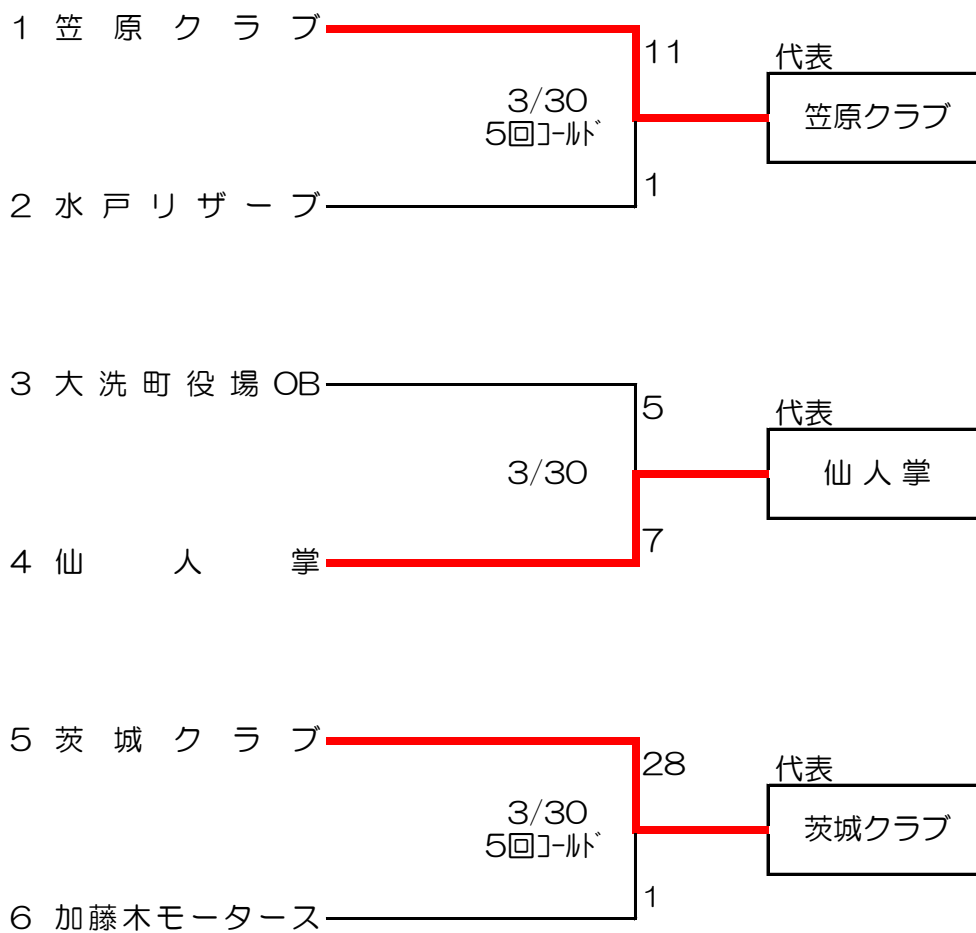 1 笠原クラブ
11
代表
笠原クラブ
3/30
5回ｺｰﾙﾄﾞ
1
2 水戸リザーブ
3 大洗町役場OB
5
代表
仙人掌
3/30
7
4 仙人掌
5 茨城クラブ
28
代表
茨城クラブ
3/30
5回ｺｰﾙﾄﾞ
1
6 加藤木モータース